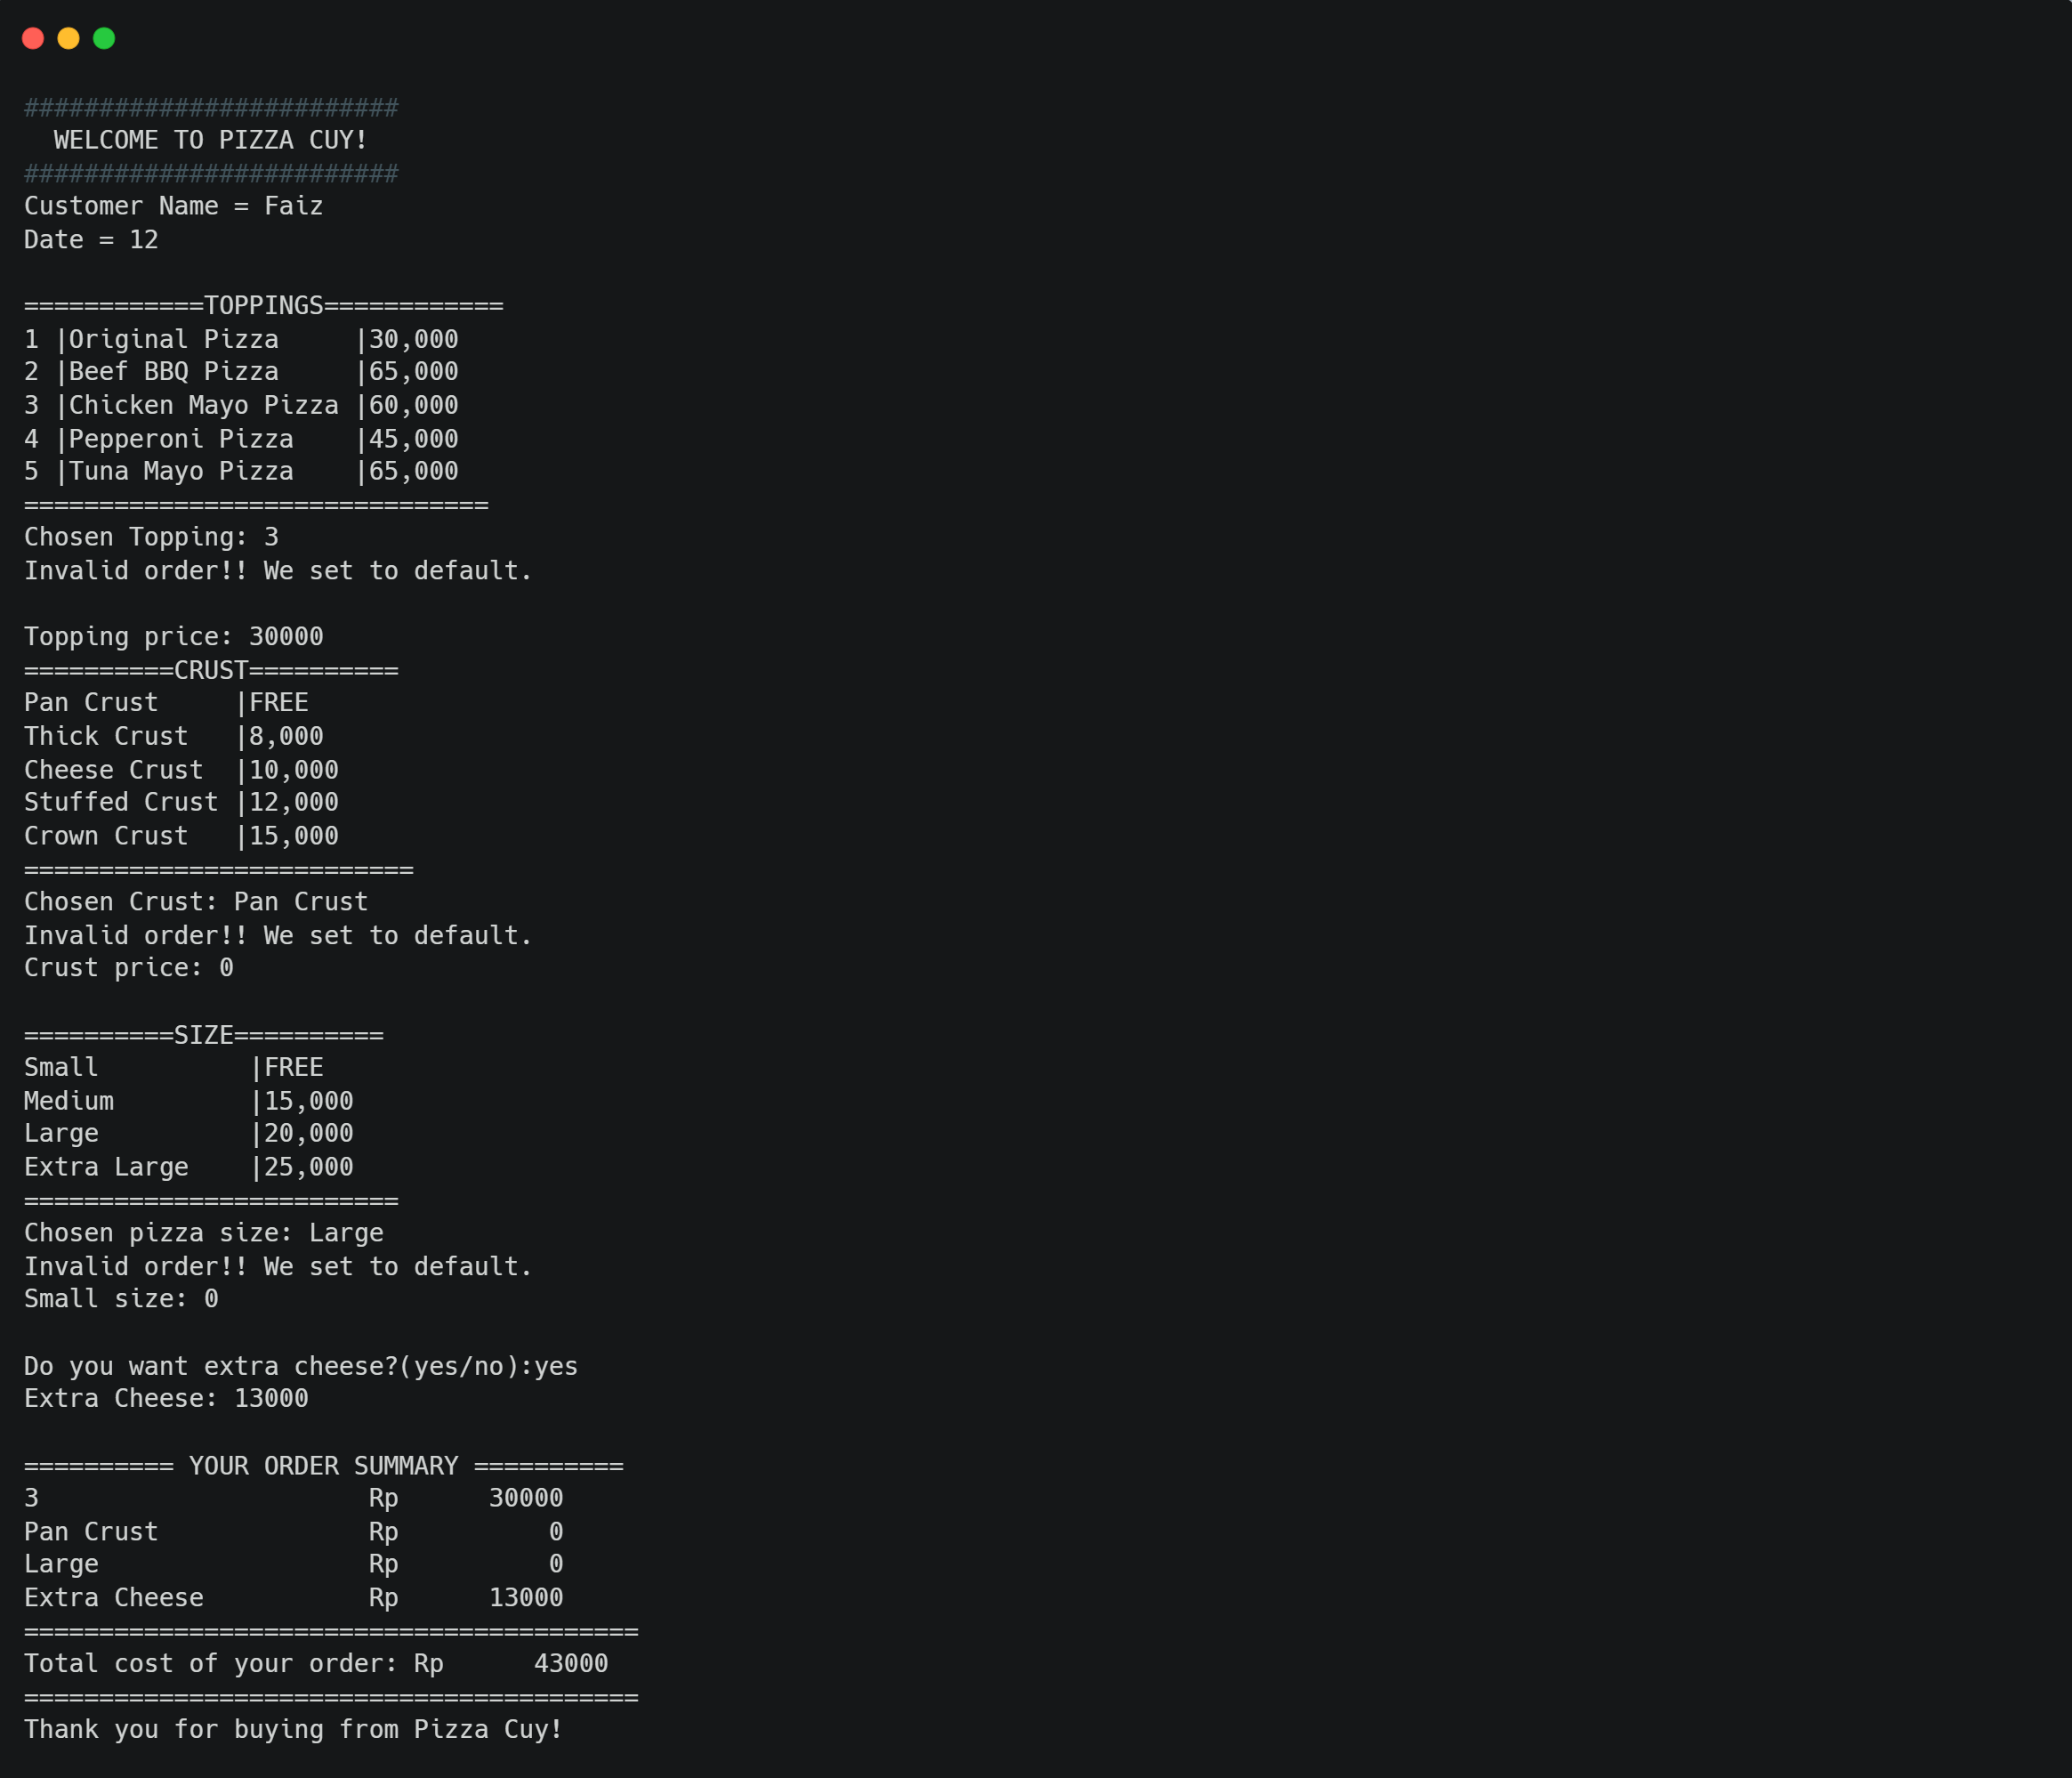 #########################
  WELCOME TO PIZZA CUY!
#########################
Customer Name = Faiz
Date = 12

============TOPPINGS============
1 |Original Pizza     |30,000
2 |Beef BBQ Pizza     |65,000
3 |Chicken Mayo Pizza |60,000
4 |Pepperoni Pizza    |45,000
5 |Tuna Mayo Pizza    |65,000
===============================
Chosen Topping: 3
Invalid order!! We set to default.

Topping price: 30000
==========CRUST==========
Pan Crust     |FREE
Thick Crust   |8,000
Cheese Crust  |10,000
Stuffed Crust |12,000
Crown Crust   |15,000
==========================
Chosen Crust: Pan Crust
Invalid order!! We set to default.
Crust price: 0

==========SIZE==========
Small          |FREE
Medium         |15,000
Large          |20,000
Extra Large    |25,000
=========================
Chosen pizza size: Large
Invalid order!! We set to default.
Small size: 0

Do you want extra cheese?(yes/no):yes
Extra Cheese: 13000

========== YOUR ORDER SUMMARY ==========
3                      Rp      30000
Pan Crust              Rp          0
Large                  Rp          0
Extra Cheese           Rp      13000
=========================================
Total cost of your order: Rp      43000
=========================================
Thank you for buying from Pizza Cuy!